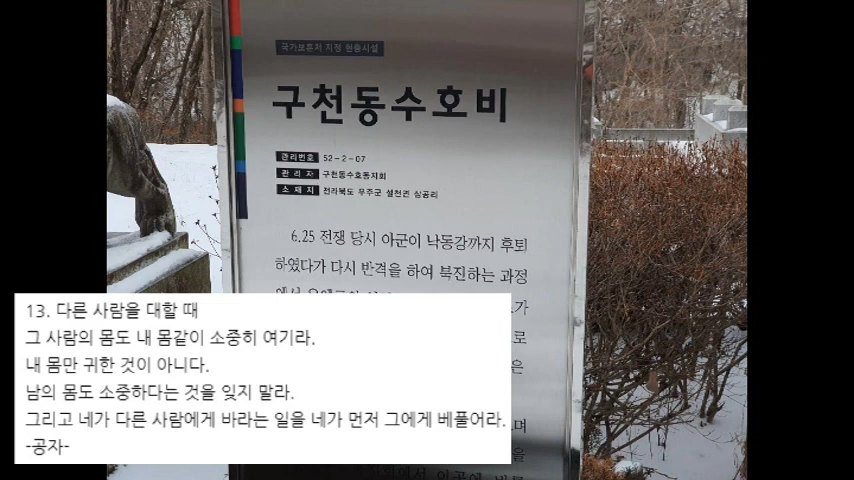 국가보훈처 지정 현충시설
구천동수호비
관리번호 52-2-07
관리자 구천동수호동지회
소재지 전라북도 무주군 설천면 삼공리
6.25 전쟁 당시 아군이 낙동강까지 후퇴
하였다가 다시 반격을 하여 북진하는 과정
에서
가
로
은
며
을
13. 다른 사람을 대할 때
그 사람의 몸도 내 몸같이 소중히 여기라.
내 몸만 귀한 것이 아니다.
남의 몸도 소중하다는 것을 잊지 말라.
그리고 네가 다른 사람에게 바라는 일을 네가 먼저 그에게 베풀어라.
-공자-